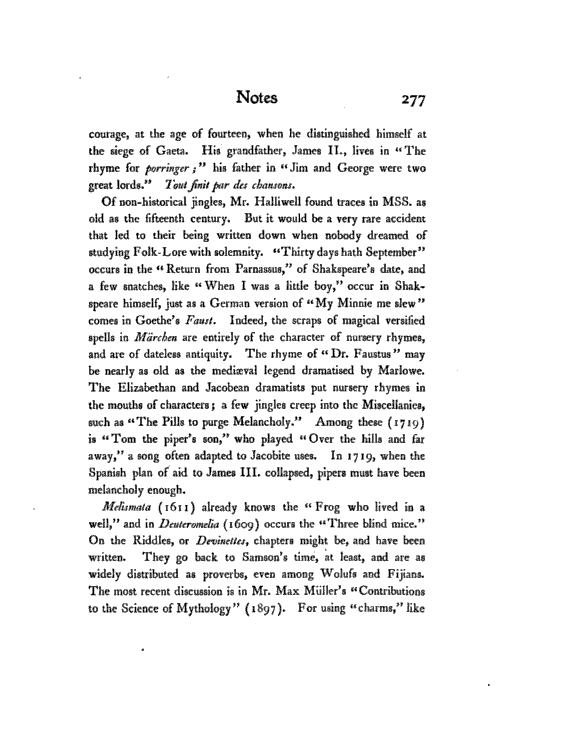 Notes 277
courage, at the age of fourteen, when he distinguished himself at
the siege of Gaeta. His grandfather, James II., lives in “The
rhyme for porringer;” his father in “Jim and George were two
great lords.” Tout finit par des chansons.
Of non-historical jingles, Mr. Halliwell found traces in MSS. as
old as the fifteenth century. But it would be a very rare accident
that led to their being written down when nobody dreamed of
studying Folk-Lore with solemnity. “Thirty days hath September”
occurs in the “Return from Parnassus,” of Shakspeare’s date, and
a few snatches, like “When I was a little boy,” occur in Shak-
speare himself, just as a German version of “My Minnie me slew”
comes in Goethe’s Faust. Indeed, the scraps of magical versified
spells in Märchen are entirely of the character of nursery rhymes,
and are of dateless antiquity. The rhyme of “Dr. Faustus” may
be nearly as old as the mediæval legend dramatised by Marlowe.
The Elizabethan and Jacobean dramatists put nursery rhymes in
the mouths of characters; a few jingles creep into the Miscellanies,
such as “The Pills to purge Melancholy.” Among these (1719)
is “Tom the piper’s son,” who played “Over the hills and far
away,” a song often adapted to Jacobite uses. In 1719, when the
Spanish plan of aid to James III. collapsed, pipers must have been
melancholy enough.
Melismata (1611) already knows the “Frog who lived in a
well,” and in Deuteromelia (1609) occurs the “Three blind mice.”
On the Riddles, or Devinettes, chapters might be, and have been
written. They go back to Samson’s time, at least, and are as
widely distributed as proverbs, even among Wolufs and Fijians.
The most recent discussion is in Mr. Max Müller’s “Contributions
to the Science of Mythology” (1897). For using “charms,” like